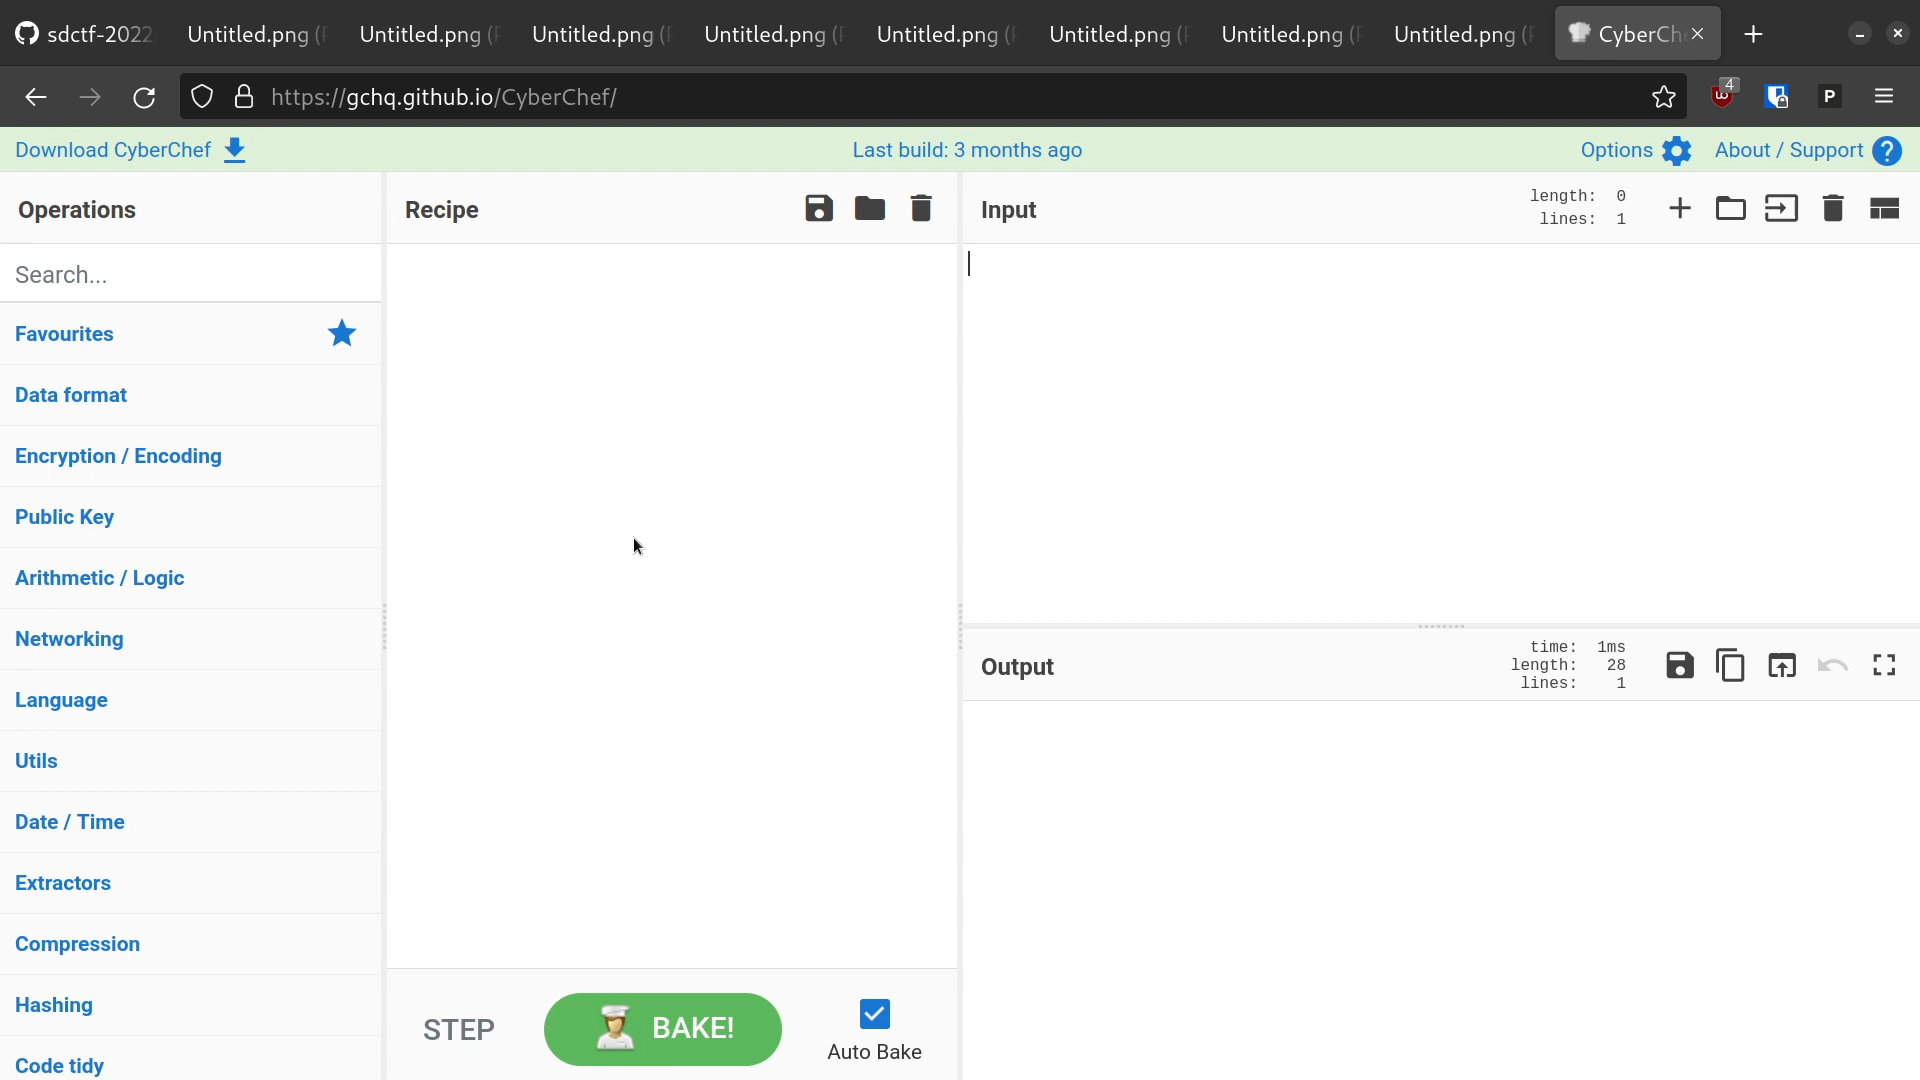 sdctf-2022 Untitled.png (F Untitled.png (F Untitled.png (F Untitled.png (F Untitled.png (F Untitled.png (F Untitled.png (F Untitled.png (F CyberCh
https://gchq.github.io/CyberChef/
4
P
Download CyberChef
Last build: 3 months ago
Options
About / Support
Operations
Search...
Favourites
Data format
Encryption / Encoding
Public Key
Arithmetic / Logic
Networking
Language
Utils
Date / Time
Extractors
Compression
Hashing
Code tidy
Recipe
STEP
BAKE!
Auto Bake
Input
length: 0
lines: 1
Output
time: 1ms
length: 28
lines: 1